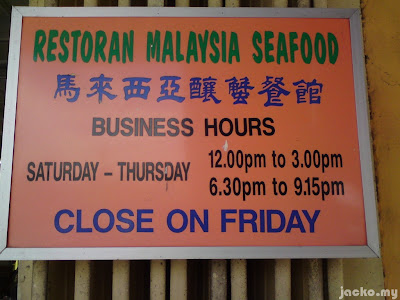 RESTORAN MALAYSIA SEAFOOD
馬來西亞釀蟹餐館
BUSINESS HOURS
SATURDAY - THURSDAY 12.00pm to 3.00pm
6.30pm to 9.15pm
CLOSE ON FRIDAY
jacko.my